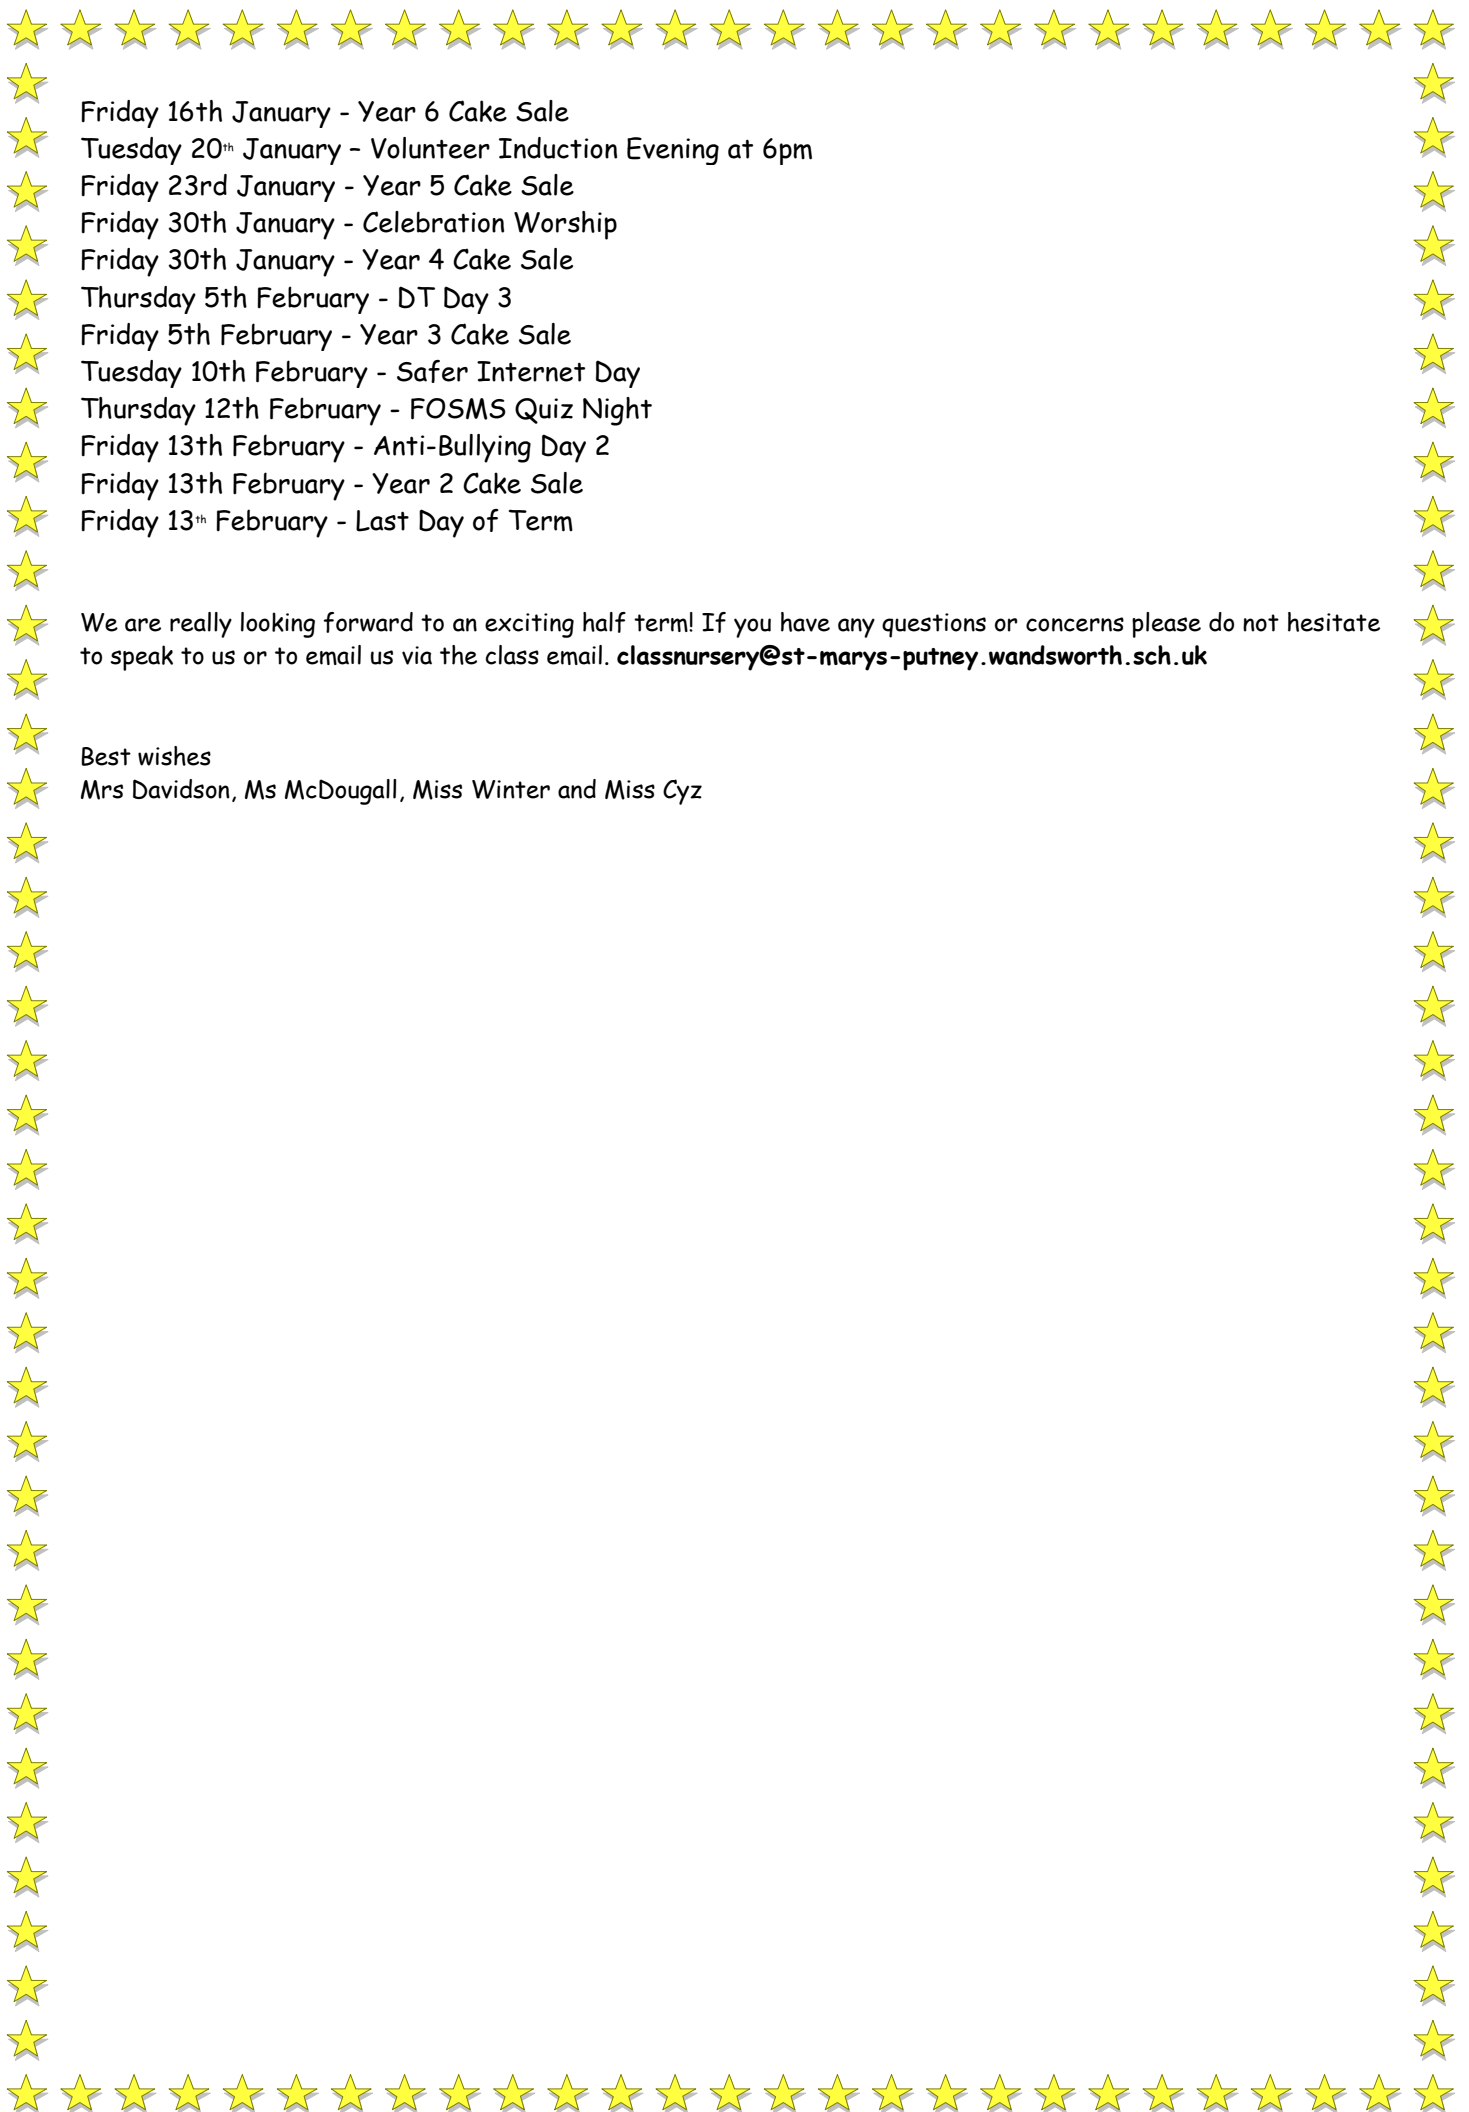 Friday 16th January - Year 6 Cake Sale
Tuesday 20th January – Volunteer Induction Evening at 6pm
Friday 23rd January - Year 5 Cake Sale
Friday 30th January - Celebration Worship
Friday 30th January - Year 4 Cake Sale
Thursday 5th February - DT Day 3
Friday 5th February - Year 3 Cake Sale
Tuesday 10th February - Safer Internet Day
Thursday 12th February - FOSMS Quiz Night
Friday 13th February - Anti-Bullying Day 2
Friday 13th February - Year 2 Cake Sale
Friday 13th February - Last Day of Term
We are really looking forward to an exciting half term! If you have any questions or concerns please do not hesitate
to speak to us or to email us via the class email. classnursery@st-marys-putney.wandsworth.sch.uk
Best wishes
Mrs Davidson, Ms McDougall, Miss Winter and Miss Cyz